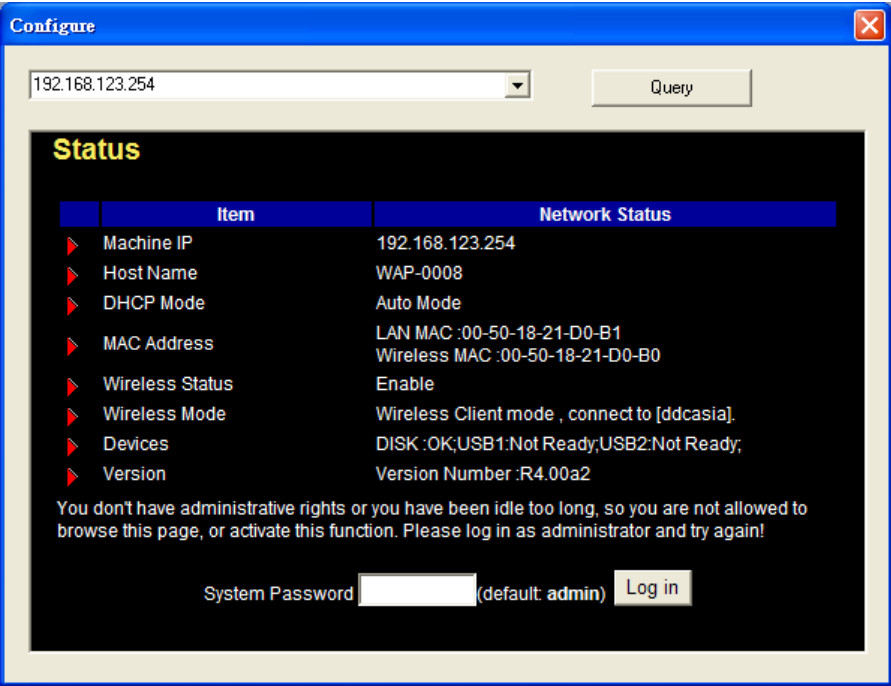 Configure
192.168.123.254
Query
Status
Item Network Status
Machine IP 192.168.123.254
Host Name WAP-0008
DHCP Mode Auto Mode
MAC Address LAN MAC :00-50-18-21-D0-B1
Wireless MAC :00-50-18-21-D0-B0
Wireless Status Enable
Wireless Mode Wireless Client mode , connect to [ddcasia].
Devices DISK :OK;USB1:Not Ready;USB2:Not Ready;
Version Version Number :R4.00a2
You don't have administrative rights or you have been idle too long, so you are not allowed to
browse this page, or activate this function. Please log in as administrator and try again!
System Password (default: admin) Log in